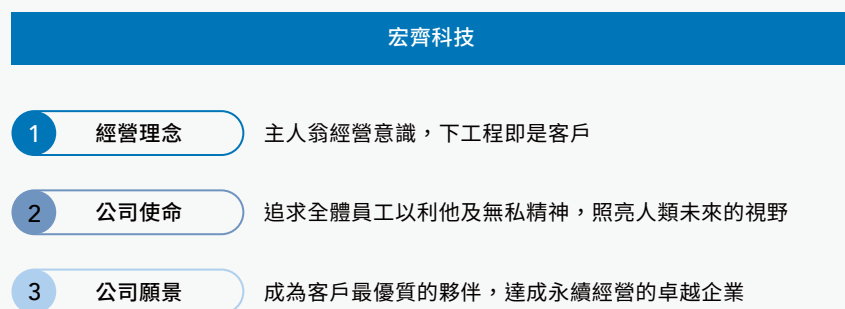 宏齊科技
1 經營理念 主人翁經營意識，下工程即是客戶
2 公司使命 追求全體員工以利他及無私精神，照亮人類未來的視野
3 公司願景 成為客戶最優質的夥伴，達成永續經營的卓越企業